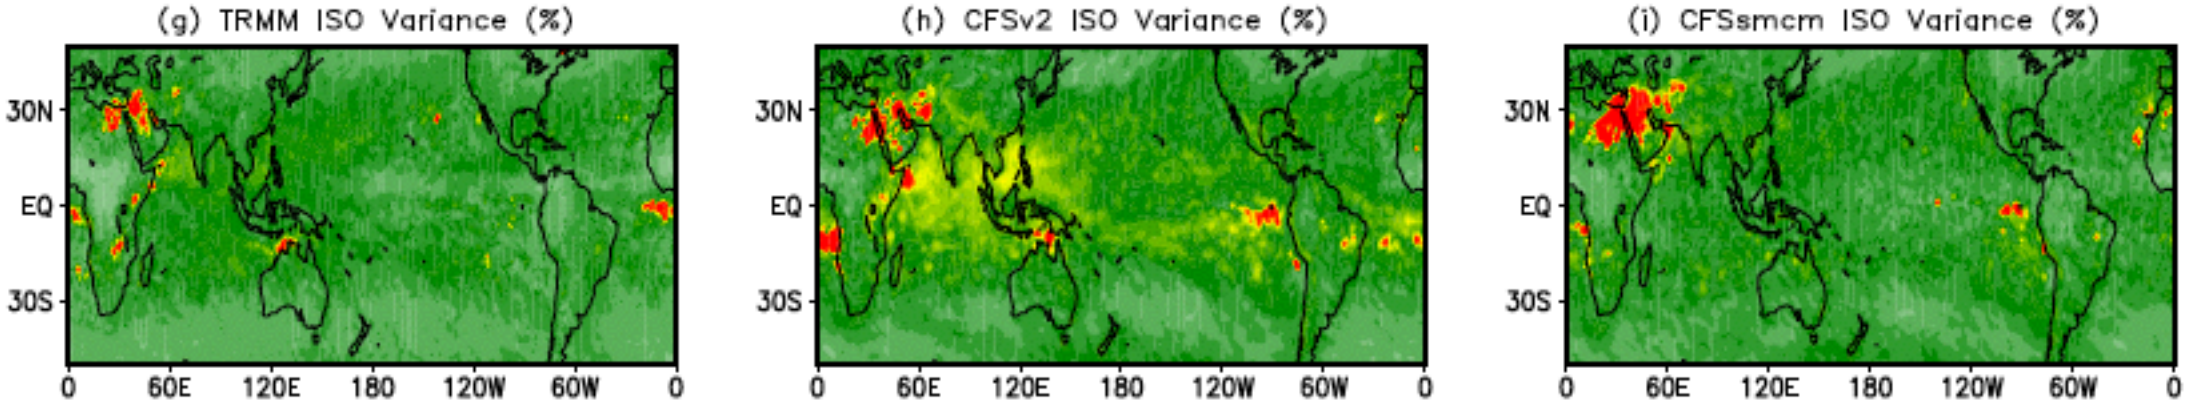 (g) TRMM ISO Variance (%)
30N
EQ
30S
0 60E 120E 180 120W 60W 0
(h) CFSv2 ISO Variance (%)
30N
EQ
30S
0 60E 120E 180 120W 60W 0
(i) CFSsmcm ISO Variance (%)
30N
EQ
30S
0 60E 120E 180 120W 60W 0